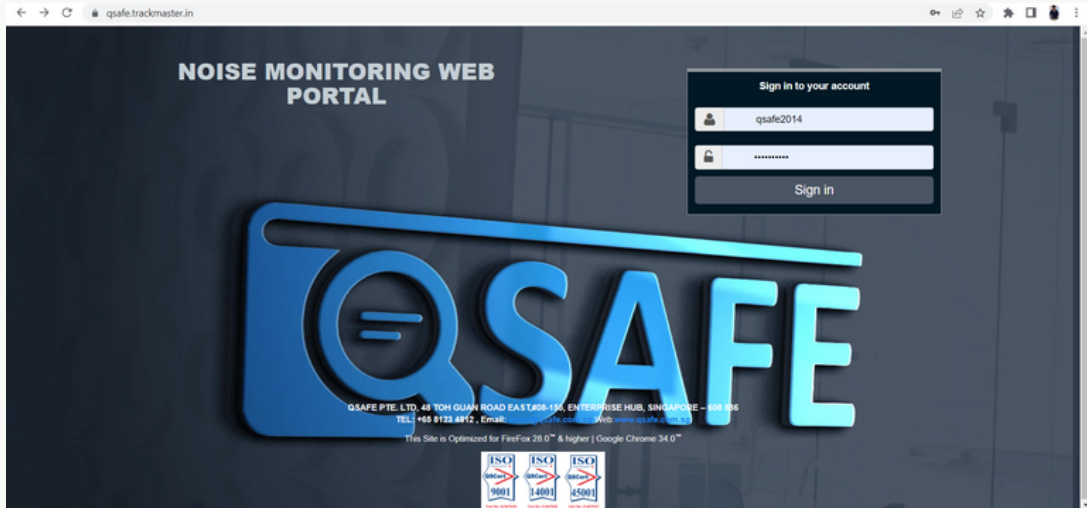 qsafe.trackmaster.in
NOISE MONITORING WEB
PORTAL
Sign in to your account
qsafe2014
Sign in
QSAFE
QSAFE PTE. LTD, 48 TOH GUAN ROAD EAST,#08-156, ENTERPRISE HUB, SINGAPORE – 608 586
TEL: +65 8123 4812 , Email: Web:www.qsafe.com.sg
This Site is Optimized for FireFox 28.0™ & higher | Google Chrome 34.0™
ISO ISO ISO
QSCert QSCert QSCert
9001 14001 45001